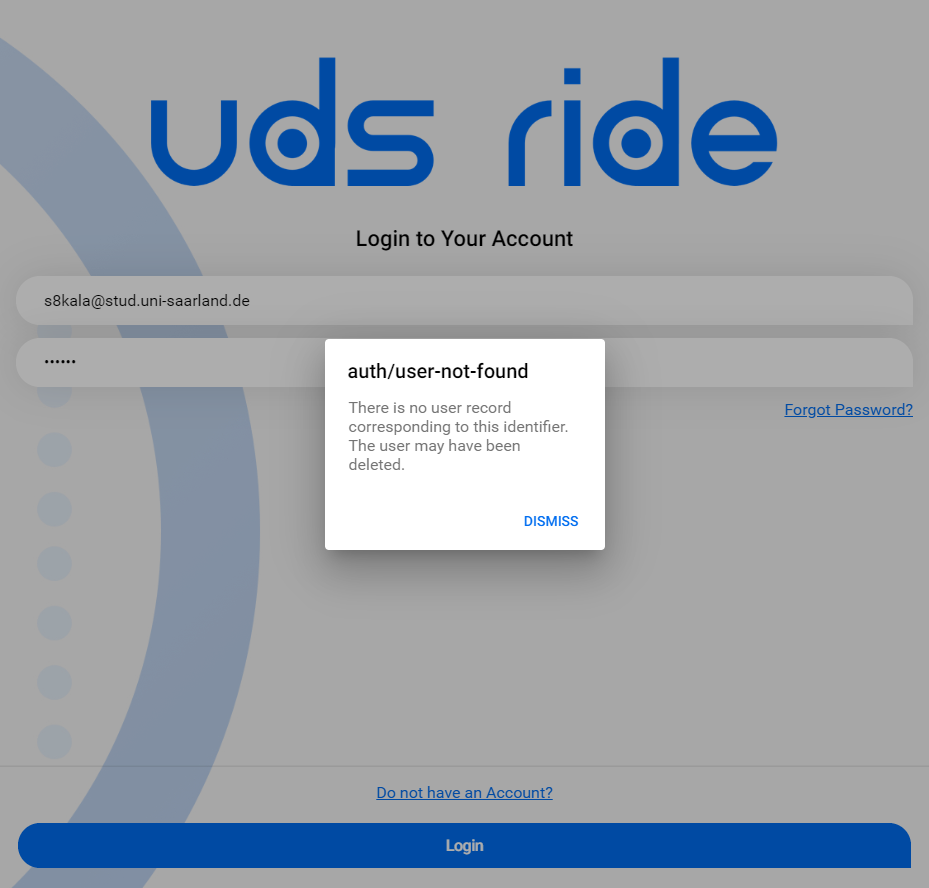 uds ride
Login to Your Account
s8kala@stud.uni-saarland.de
••••••
auth/user-not-found
There is no user record
corresponding to this identifier.
The user may have been
deleted.
DISMISS
Forgot Password?
Do not have an Account?
Login